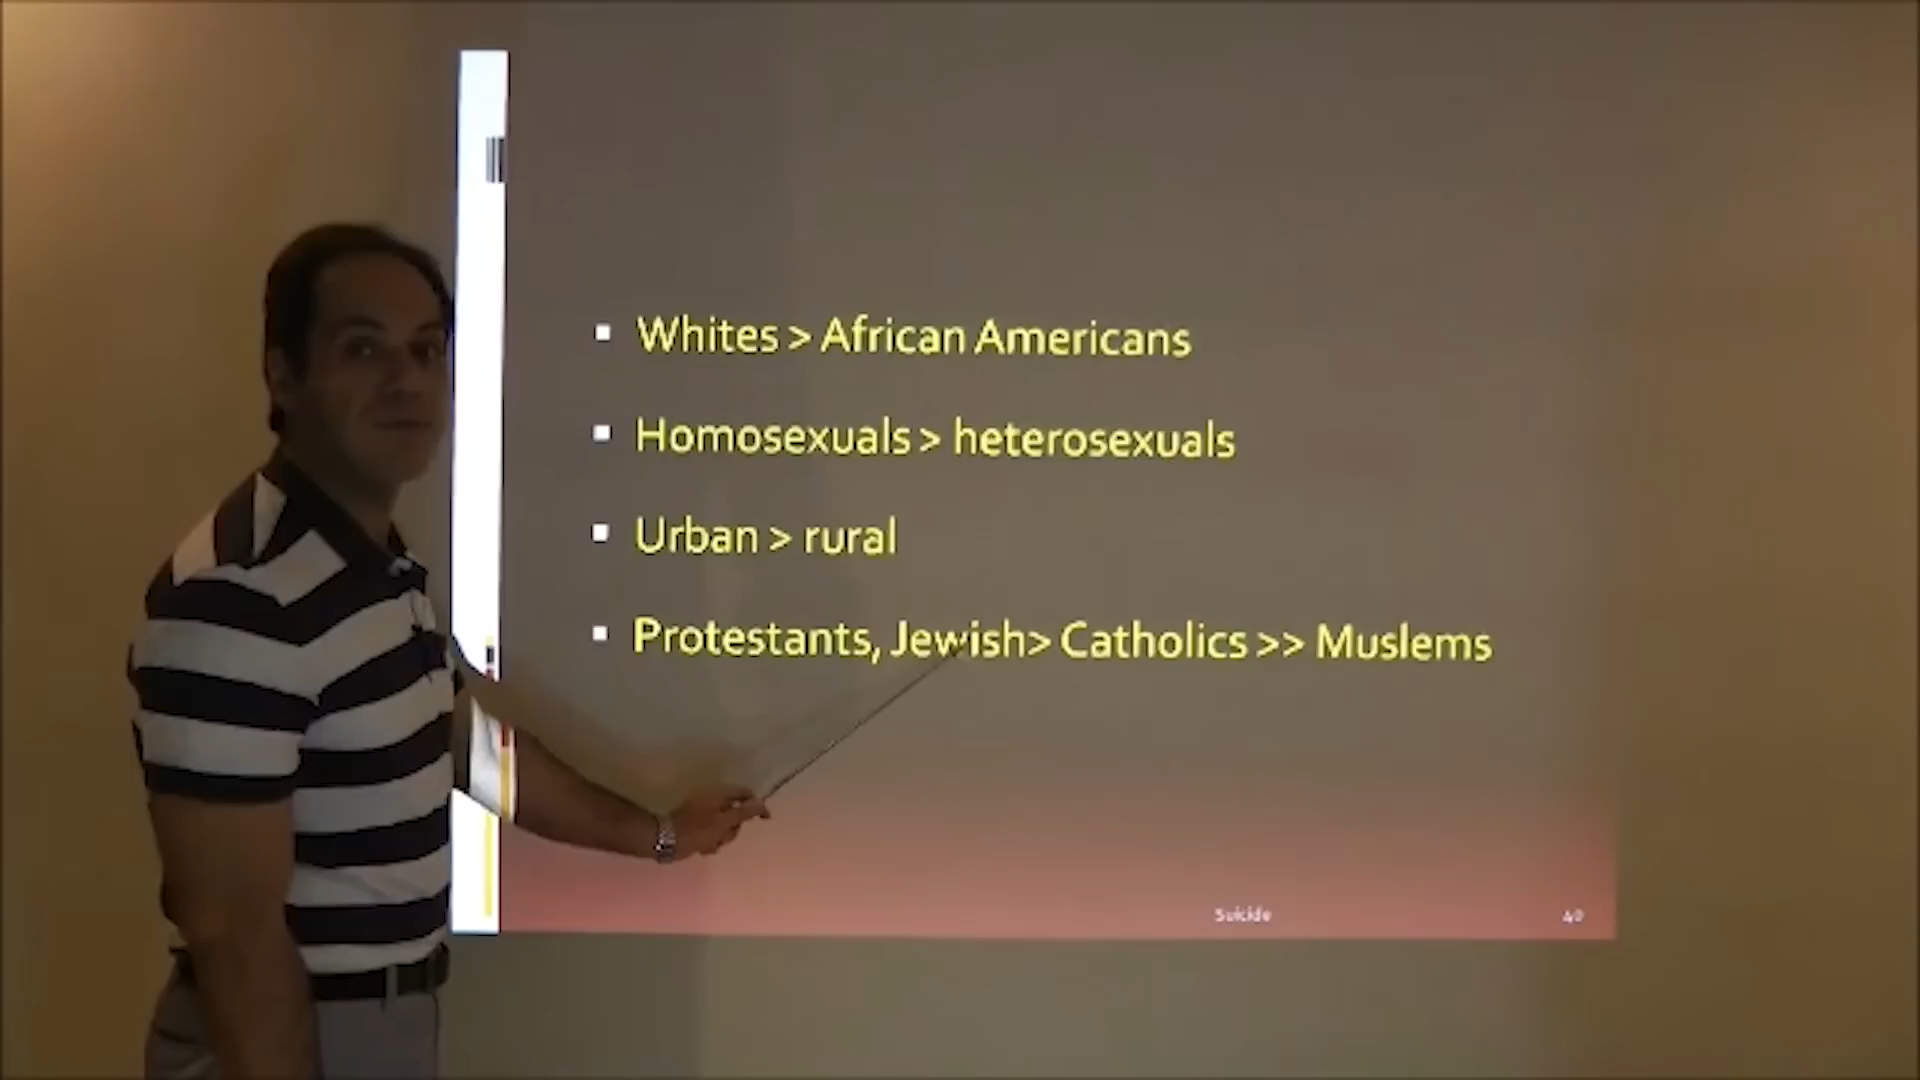 Whites > African Americans
Homosexuals > heterosexuals
Urban > rural
Protestants, Jewish> Catholics >> Muslems
Suicide 40